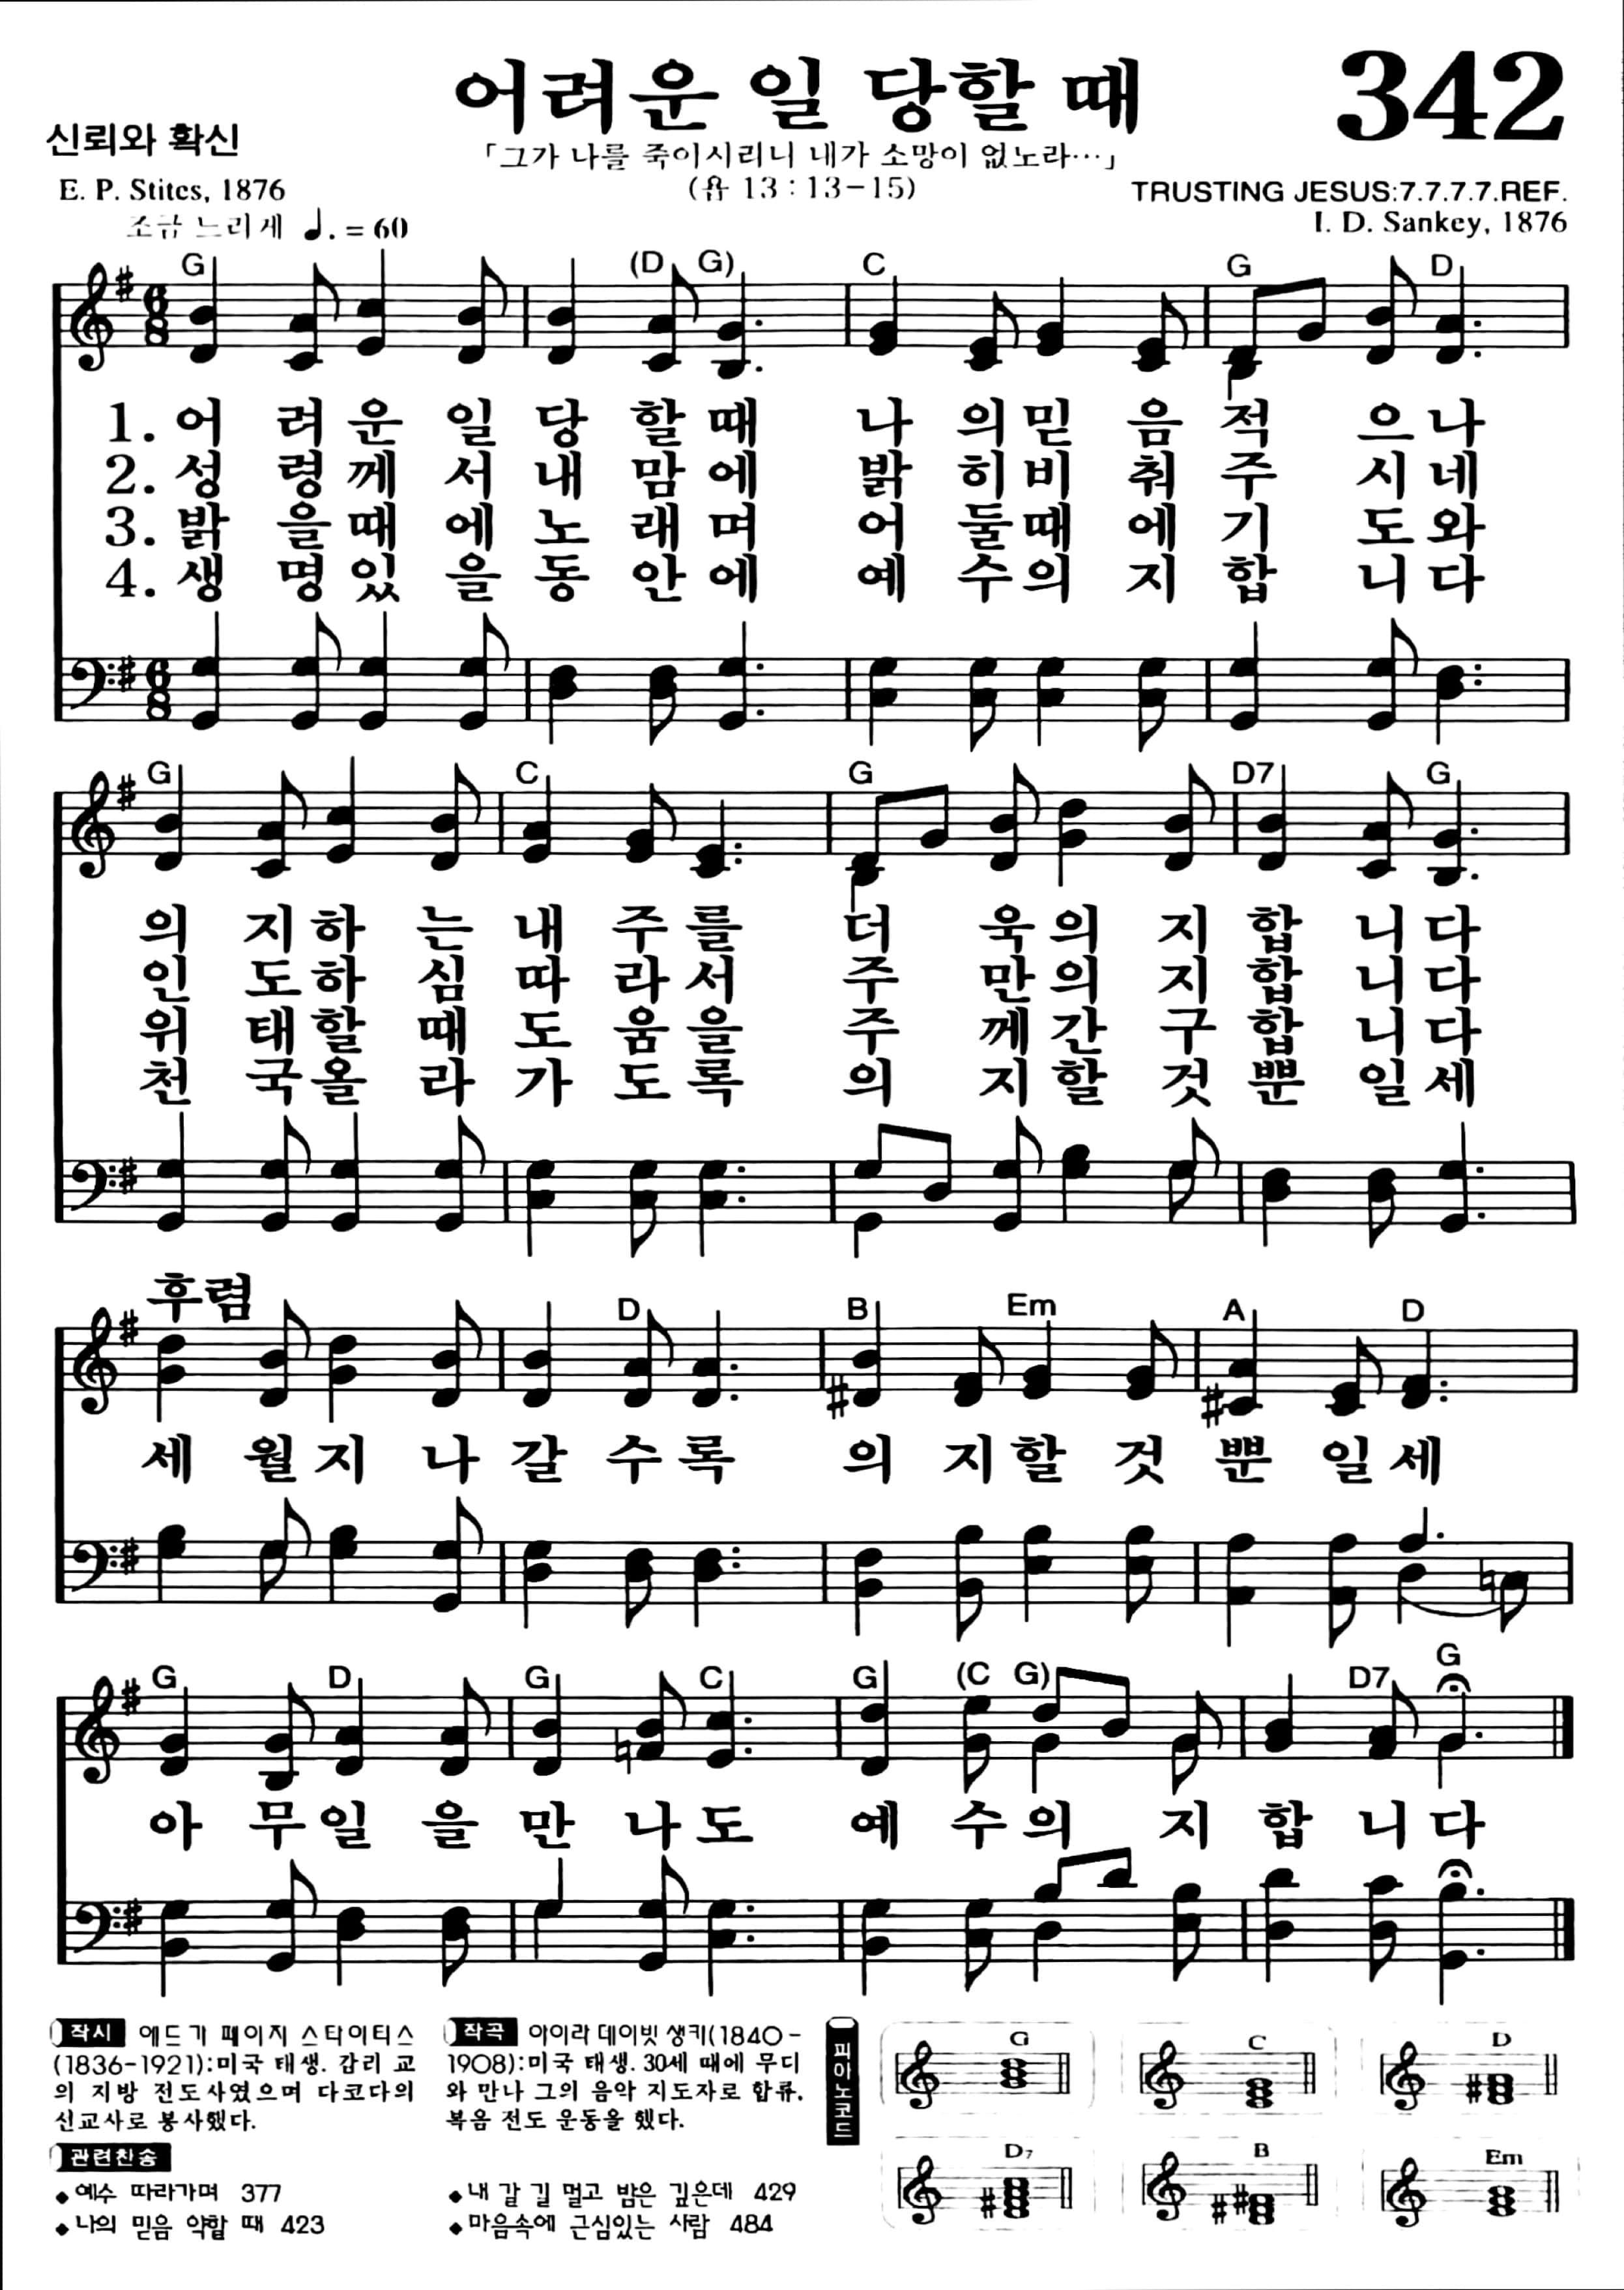 어려운 일 당할 때
342
신뢰와 확신
「그가 나를 죽이시리니 내가 소망이 없노라…」
(욥 13 : 13-15)
E. P. Stites, 1876
조금 느리게 ♩. = 60
TRUSTING JESUS:7.7.7.7.REF.
I. D. Sankey, 1876
G (D G) C G D
1. 어 려 운 일 당 할 때 나 의 믿 음 적 으 나
2. 성 령 께 서 내 맘 에 밝 히 비 춰 주 시 네
3. 밝 을 때 에 노 래 며 어 둘 때 에 기 도 와
4. 생 명 있 을 동 안 에 예 수 의 지 합 니 다
G C G D7 G
의 지 하 는 내 주 를 더 욱 의 지 합 니 다
인 도 하 심 따 라 서 주 만 의 지 합 니 다
위 태 할 때 도 움 을 주 께 간 구 합 니 다
천 국 올 라 가 도 록 의 지 할 것 뿐 일 세
후렴
D B Em A D
세 월 지 나 갈 수 록 의 지 할 것 뿐 일 세
G D G C G (C G) D7 G
아 무 일 을 만 나 도 예 수 의 지 합 니 다
작시 에드가 페이지 스타이티스
(1836-1921):미국 태생. 감리 교
의 지방 전도사였으며 다코다의
선교사로 봉사했다.
작곡 아이라 데이빗 생키(1840-
1908):미국 태생. 30세 때에 무디
와 만나 그의 음악 지도자로 합류,
복음 전도 운동을 했다.
관련찬송
◆예수 따라가며 377
◆나의 믿음 약할 때 423
◆내 갈 길 멀고 밤은 깊은데 429
◆마음속에 근심있는 사람 484
피아노코드
G C D
D7 B Em